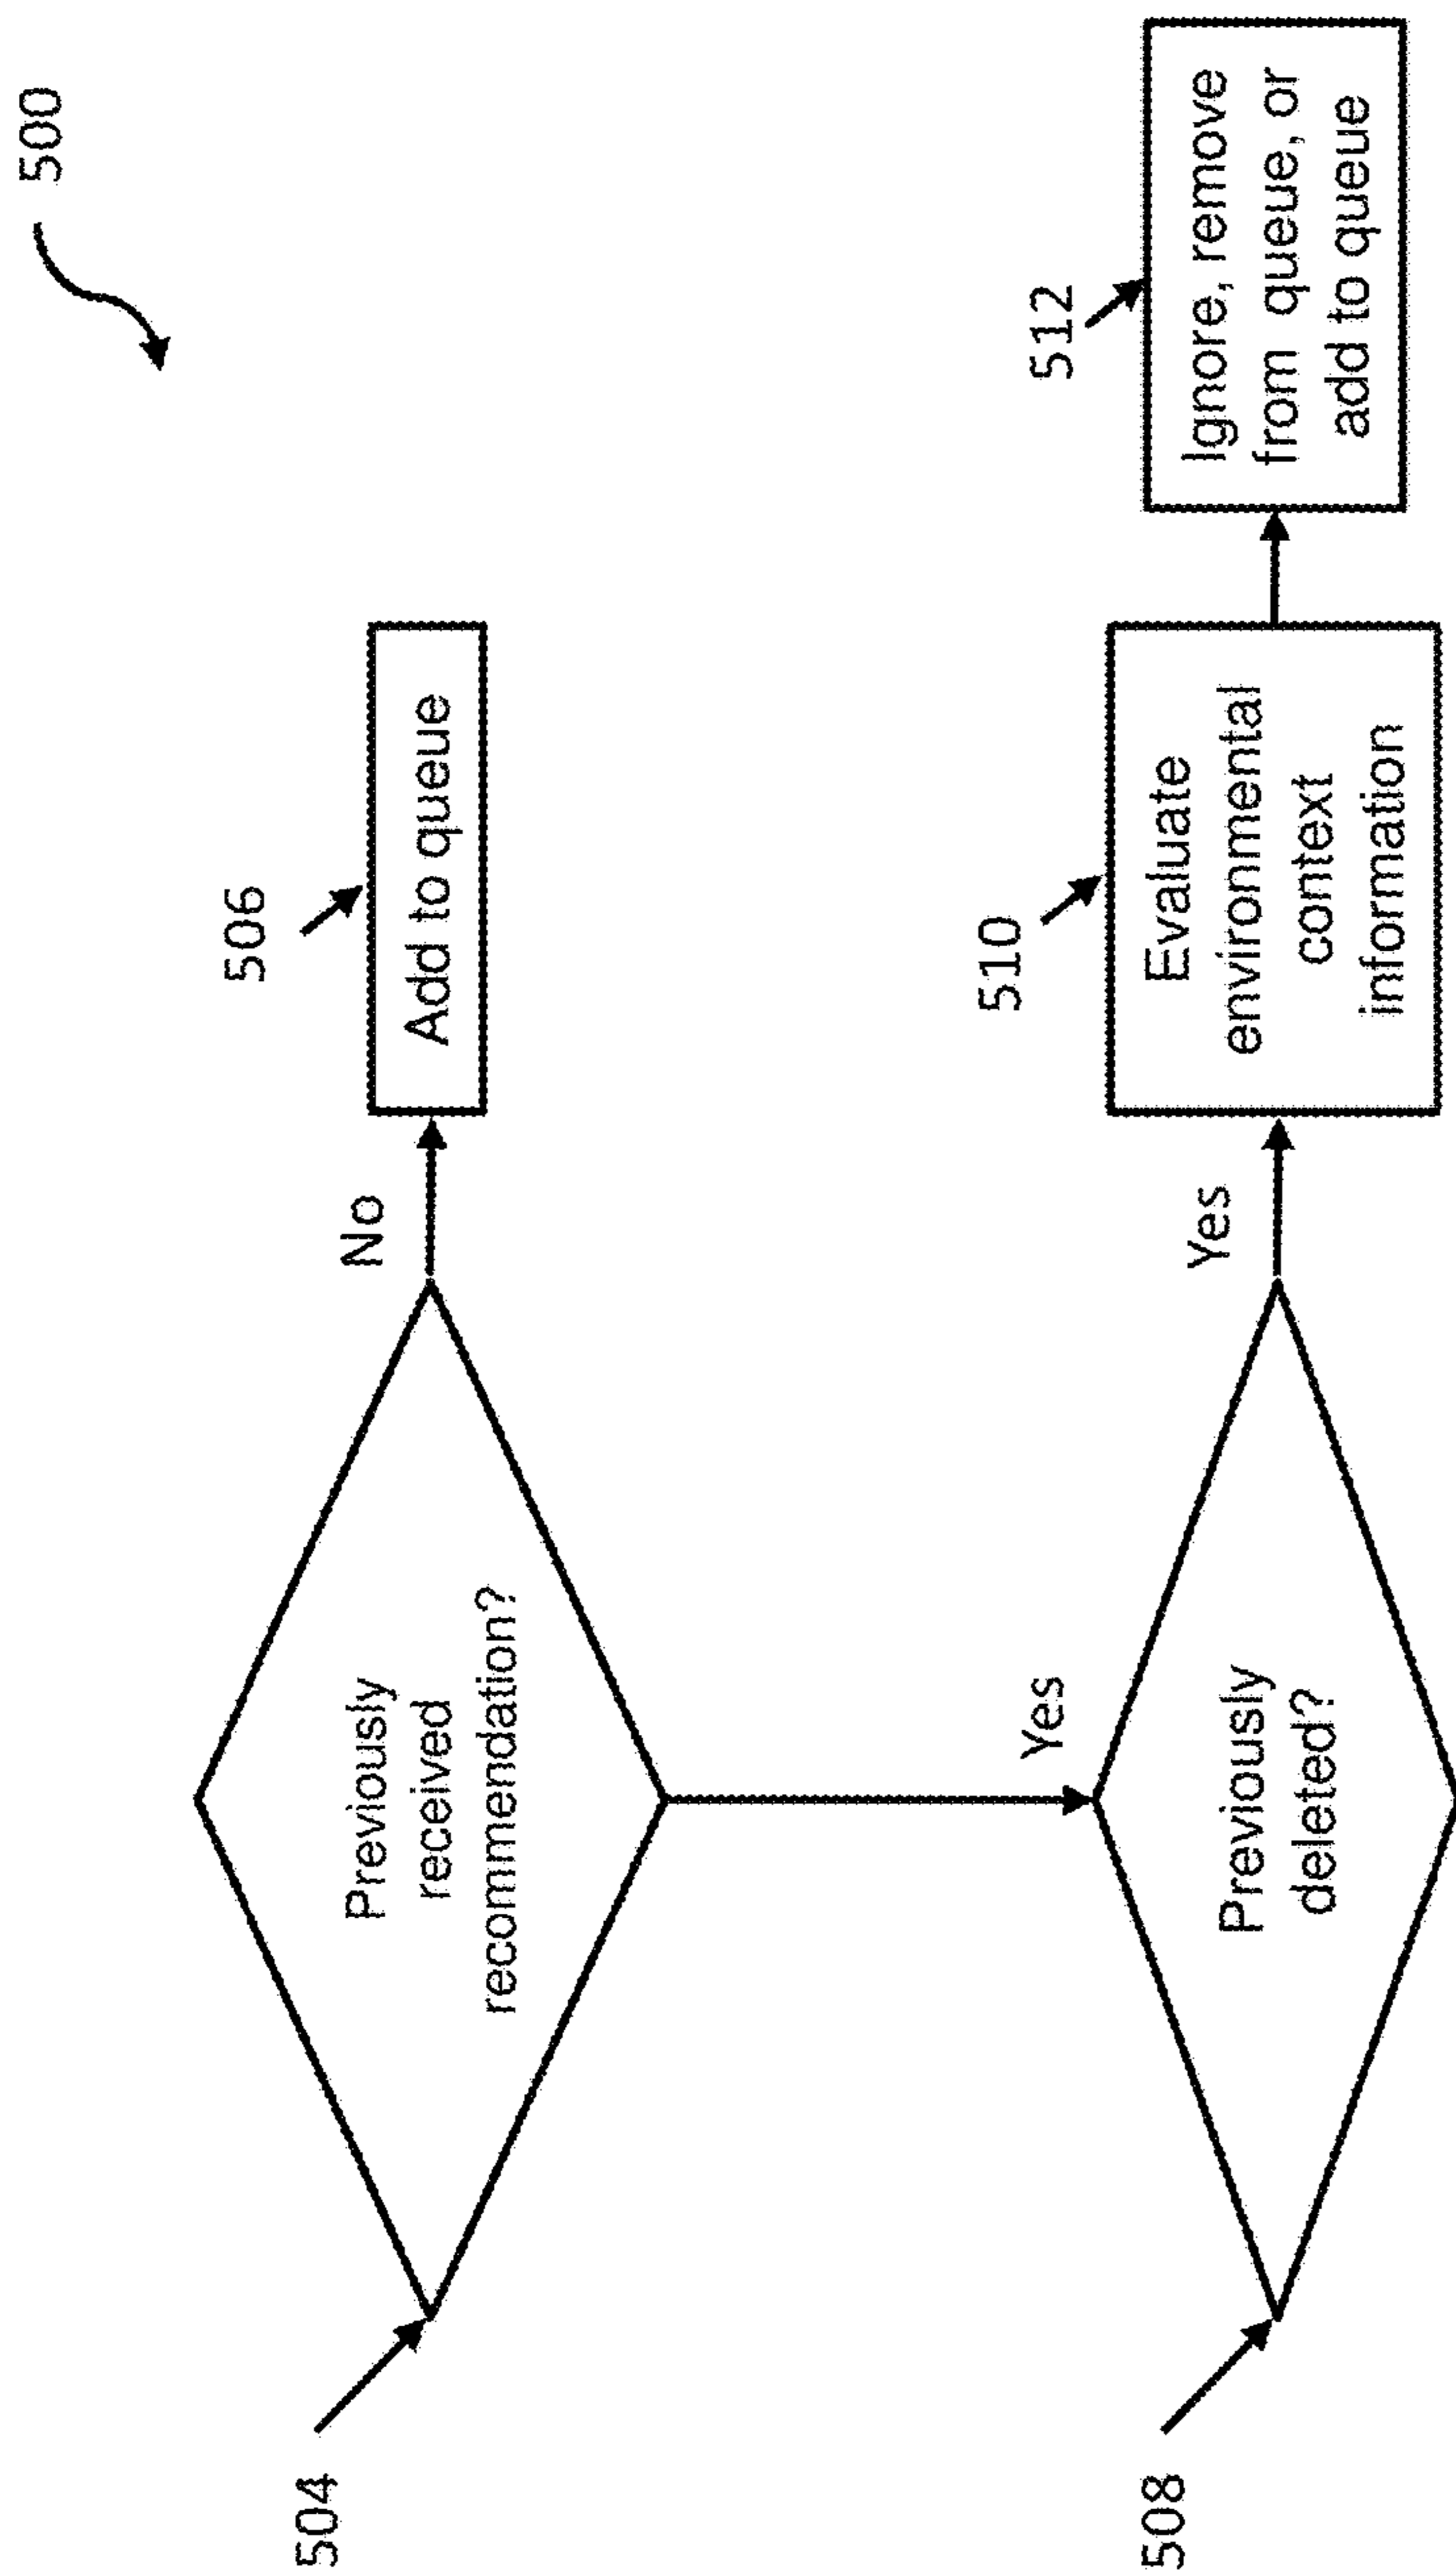 500
504
Previously
received
recommendation?
No
506
Add to queue
Yes
508
Previously
deleted?
Yes
510
Evaluate
environmental
context
information
512
Ignore, remove
from queue, or
add to queue